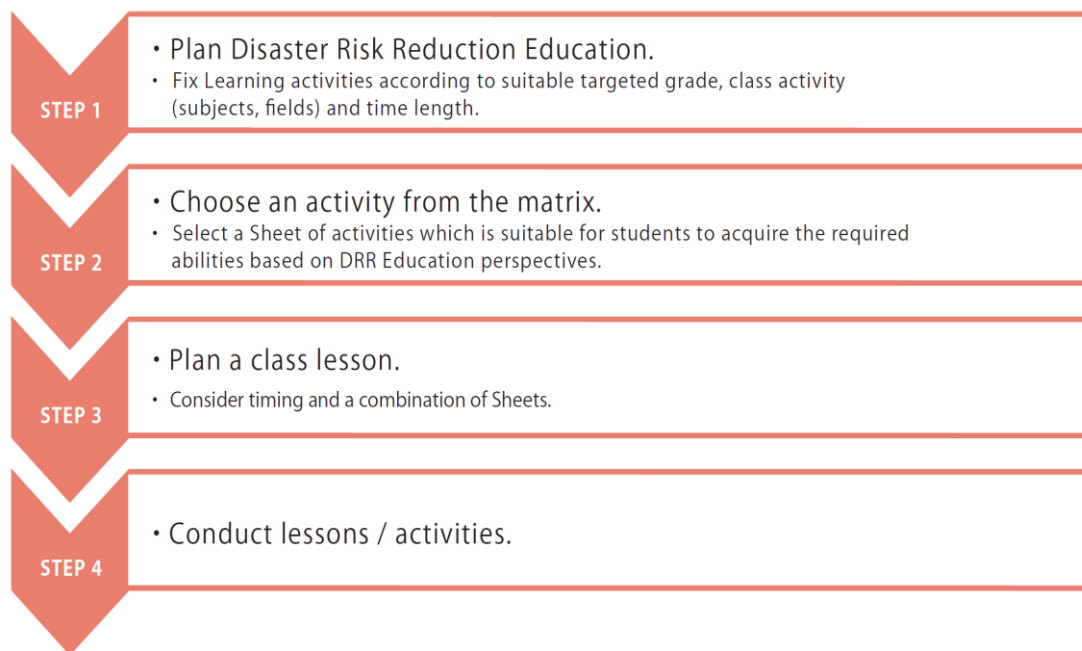 STEP 1
• Plan Disaster Risk Reduction Education.
• Fix Learning activities according to suitable targeted grade, class activity
(subjects, fields) and time length.
STEP 2
• Choose an activity from the matrix.
• Select a Sheet of activities which is suitable for students to acquire the required
abilities based on DRR Education perspectives.
STEP 3
• Plan a class lesson.
• Consider timing and a combination of Sheets.
STEP 4
• Conduct lessons / activities.